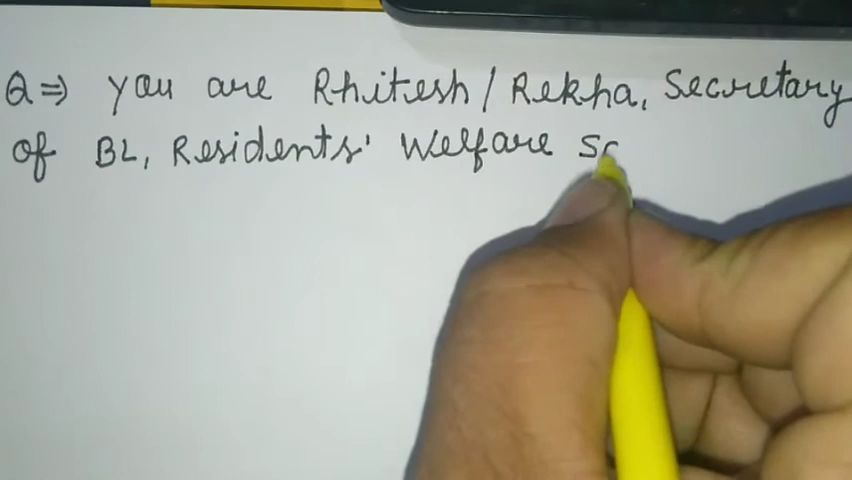 Q⇒ You are Rhitesh/Rekha, Secretary
of BL, Residents' Welfare